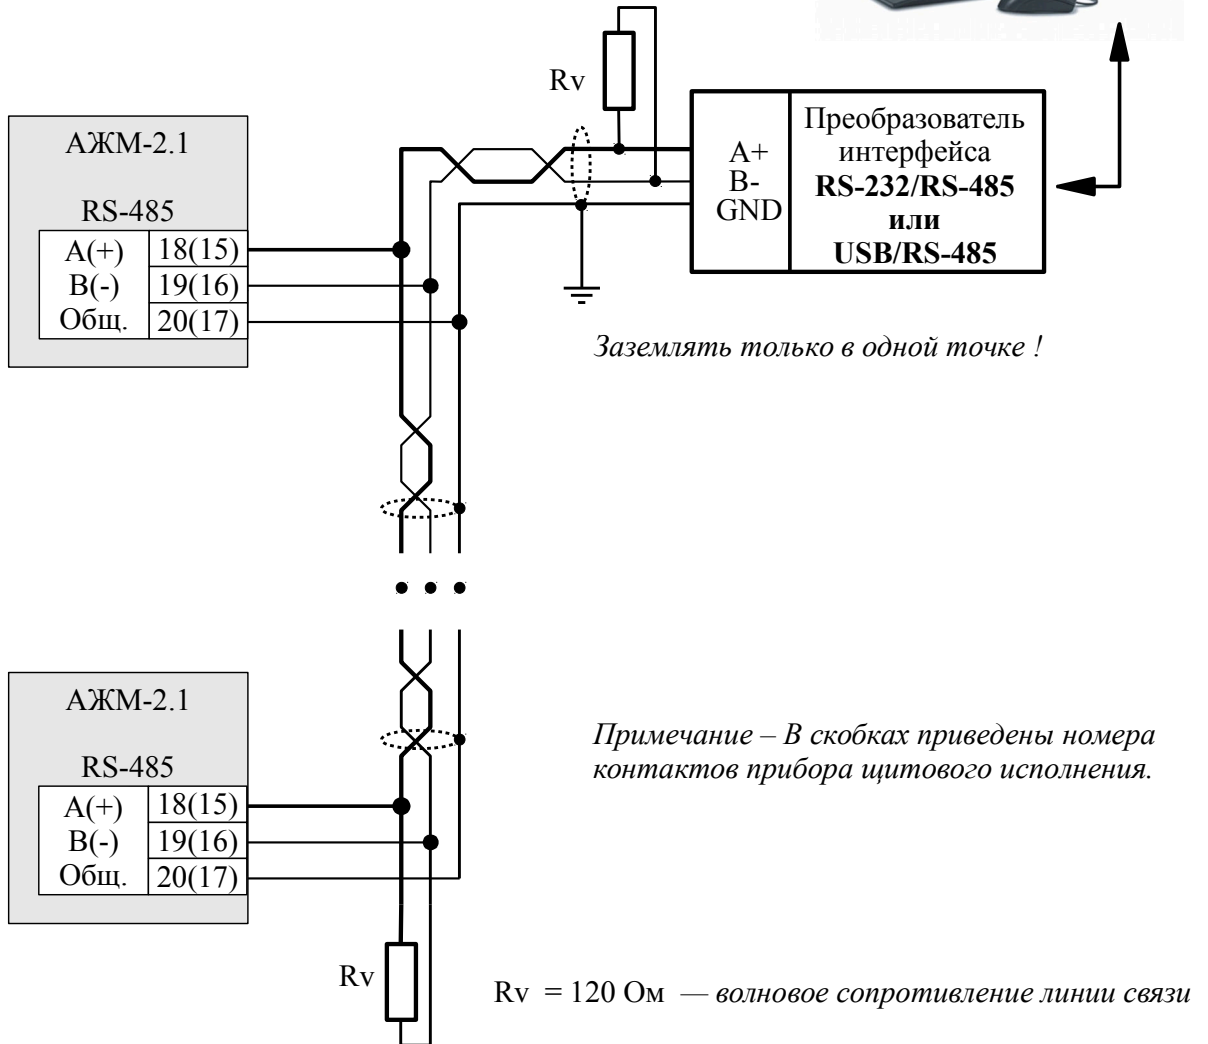 Rv
Преобразователь
интерфейса
RS-232/RS-485
или
USB/RS-485
A+
B-
GND
АЖМ-2.1
RS-485
A(+) 18(15)
B(-) 19(16)
Общ. 20(17)
Заземлять только в одной точке !
АЖМ-2.1
RS-485
A(+) 18(15)
B(-) 19(16)
Общ. 20(17)
Примечание – В скобках приведены номера
контактов прибора щитового исполнения.
Rv
Rv = 120 Ом — волновое сопротивление линии связи